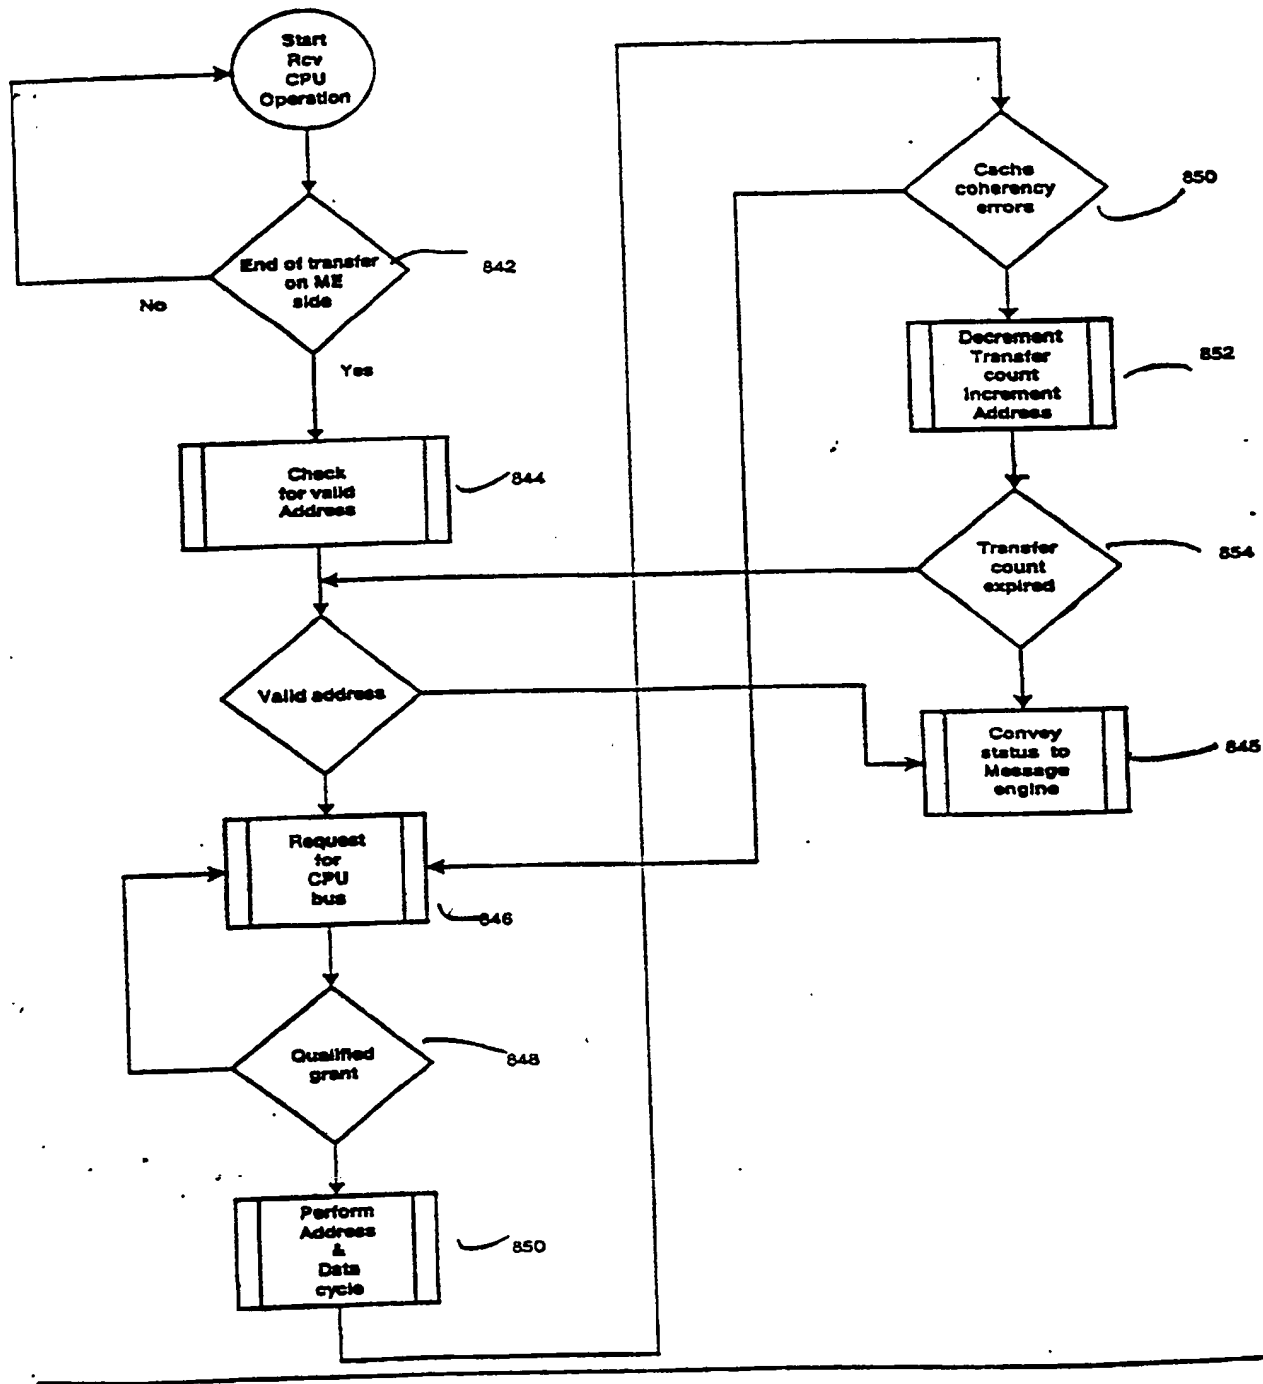 Start
Rcv
CPU
Operation
End of transfer
on ME
side
842
No
Yes
Check
for valid
Address
844
Valid address
Request
for
CPU
bus
846
Qualified
grant
848
Perform
Address
&
Data
cycle
850
Cache
coherency
errors
850
Decrement
Transfer
count
Increment
Address
852
Transfer
count
expired
854
Convey
status to
Message
engine
845